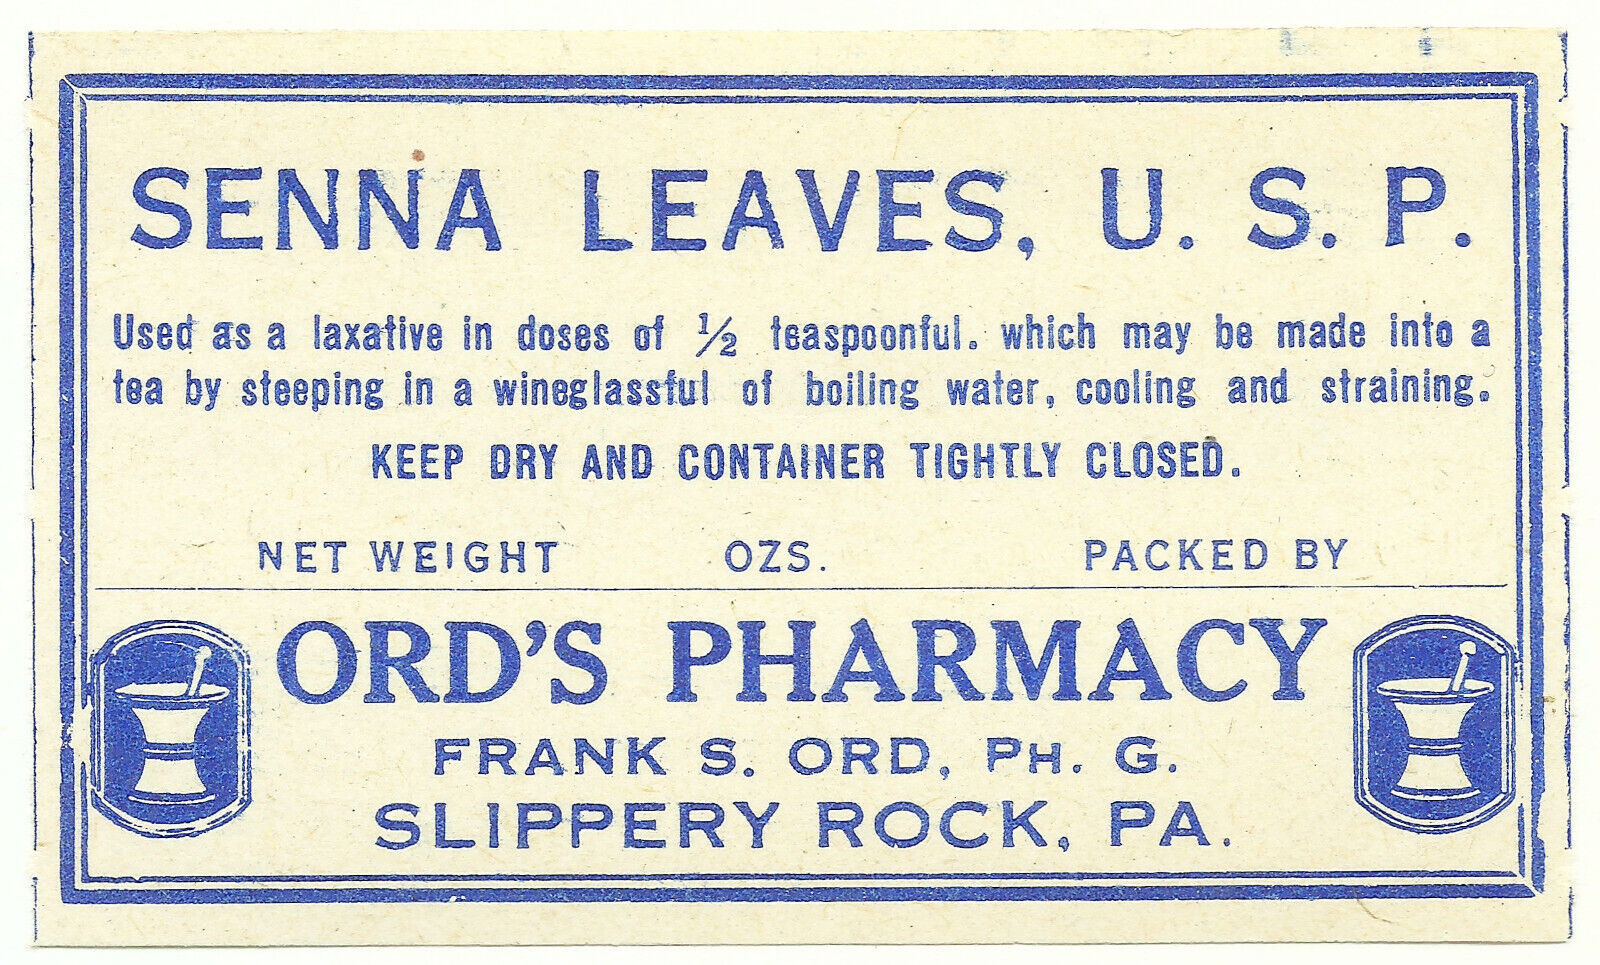 SENNA LEAVES, U. S. P.
Used as a laxative in doses of ½ teaspoonful. which may be made into a
tea by steeping in a wineglassful of boiling water, cooling and straining.
KEEP DRY AND CONTAINER TIGHTLY CLOSED.
NET WEIGHT OZS. PACKED BY
ORD'S PHARMACY
FRANK S. ORD, PH. G.
SLIPPERY ROCK, PA.